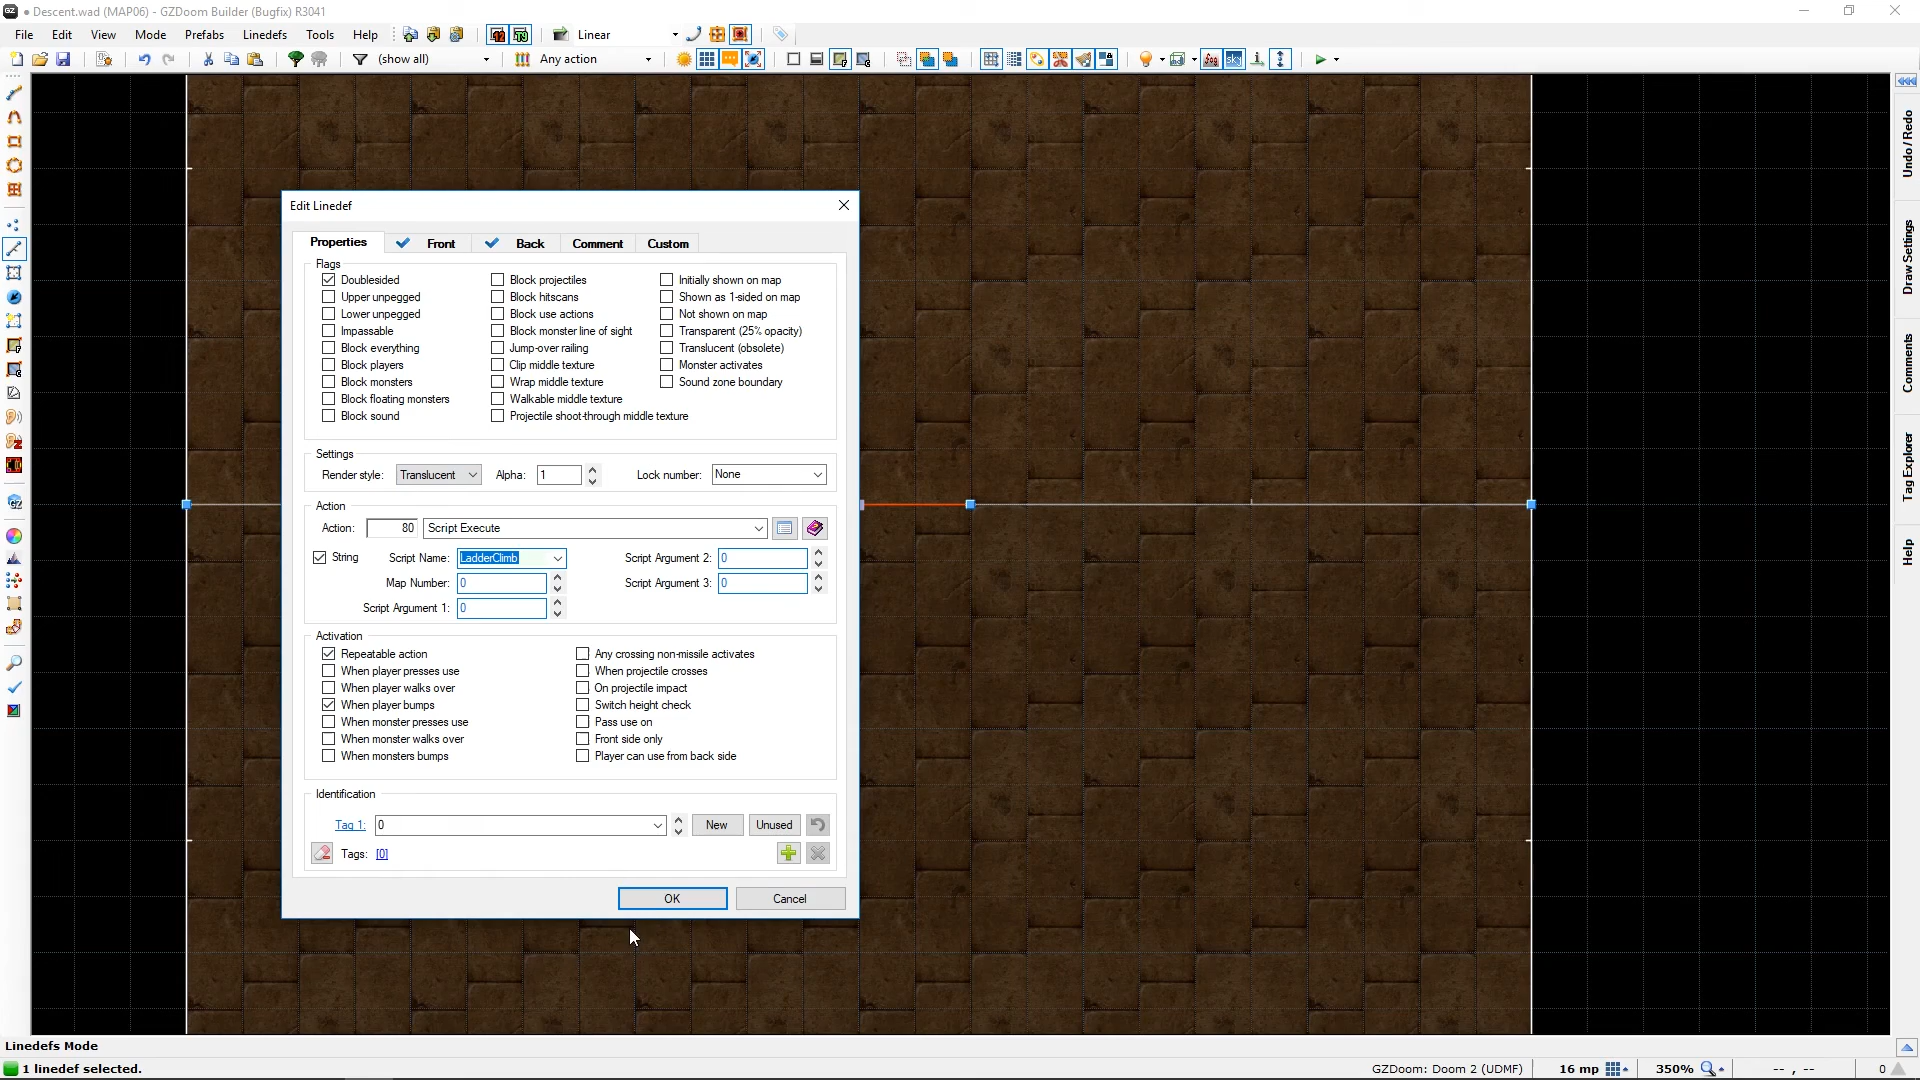 Descent.wad (MAP06) - GZDoom Builder (Bugfix) R3041
File Edit View Mode Prefabs Linedefs Tools Help Linear
(show all) Any action
Undo / Redo
Draw Settings
Comments
Tag Explorer
Help
Edit Linedef
Properties Front Back Comment Custom
Flags
Doublesided Block projectiles Initially shown on map
Upper unpegged Block hitscans Shown as 1-sided on map
Lower unpegged Block use actions Not shown on map
Impassable Block monster line of sight Transparent (25% opacity)
Block everything Jump-over railing Translucent (obsolete)
Block players Clip middle texture Monster activates
Block monsters Wrap middle texture Sound zone boundary
Block floating monsters Walkable middle texture
Block sound Projectile shoot-through middle texture
Settings
Render style: Translucent Alpha: 1 Lock number: None
Action
Action: 80 Script Execute
String Script Name: LadderClimb Script Argument 2: 0
Map Number: 0 Script Argument 3: 0
Script Argument 1: 0
Activation
Repeatable action Any crossing non-missile activates
When player presses use When projectile crosses
When player walks over On projectile impact
When player bumps Switch height check
When monster presses use Pass use on
When monster walks over Front side only
When monsters bumps Player can use from back side
Identification
Tag 1: 0 New Unused
Tags: [0]
OK Cancel
Linedefs Mode
1 linedef selected. GZDoom: Doom 2 (UDMF) 16 mp 350% -- , -- 0